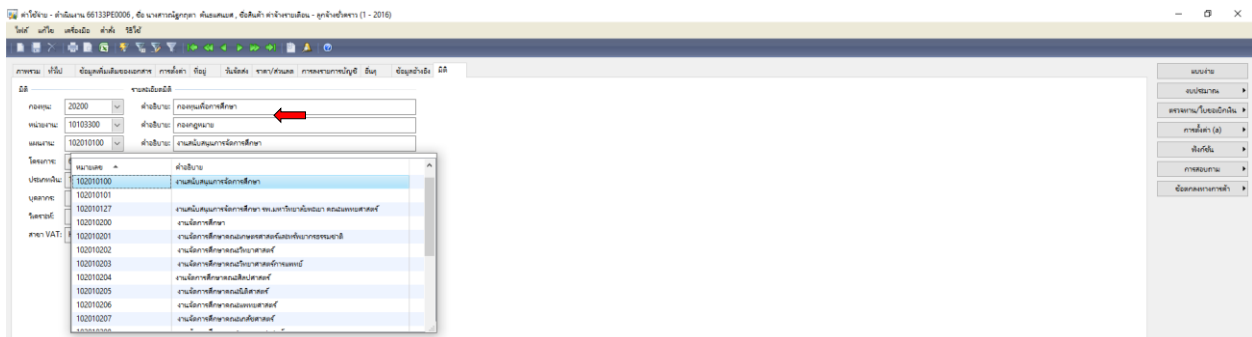 ค่าใช้จ่าย - ดำเนินงาน 66133PE0006 , ชื่อ นางสาวณัฐกฤตา , ชื่อสินค้า ค่าจ้างรายเดือน - ลูกจ้างชั่วคราว (1 - 2016)
ไฟล์ แก้ไข เครื่องมือ คำสั่ง วิธีใช้
ภาพรวม ทั่วไป ข้อมูลเพิ่มเติมของเอกสาร การตั้งค่า ที่อยู่ วันจัดส่ง ราคา/ส่วนลด การลงรายการบัญชี อื่นๆ ข้อมูลอ้างอิง มิติ
แบบง่าย
มิติ รายละเอียดมิติ
งบประมาณ
กองทุน: 20200 คำอธิบาย: กองทุนเพื่อการศึกษา
ตรวจทาน/ใบขอเบิกเงิน
หน่วยงาน: 10103300 คำอธิบาย: กองกฎหมาย
การตั้งค่า (a)
แผนงาน: 102010100 คำอธิบาย: งานสนับสนุนการจัดการศึกษา
ฟังก์ชัน
โครงการ:
หมายเลข คำอธิบาย
การสอบถาม
ประเภทเงิน:
102010100 งานสนับสนุนการจัดการศึกษา
ข้อตกลงทางการค้า
บุคลากร:
102010101
วิเคราะห์:
102010127 งานสนับสนุนการจัดการศึกษา รพ.มหาวิทยาลัยพะเยา คณะแพทยศาสตร์
102010200 งานจัดการศึกษา
สาขา VAT:
102010201 งานจัดการศึกษาคณะเกษตรศาสตร์และทรัพยากรธรรมชาติ
102010202 งานจัดการศึกษาคณะวิทยาศาสตร์
102010203 งานจัดการศึกษาคณะวิทยาศาสตร์การแพทย์
102010204 งานจัดการศึกษาคณะศิลปศาสตร์
102010205 งานจัดการศึกษาคณะนิติศาสตร์
102010206 งานจัดการศึกษาคณะแพทยศาสตร์
102010207 งานจัดการศึกษาคณะเภสัชศาสตร์